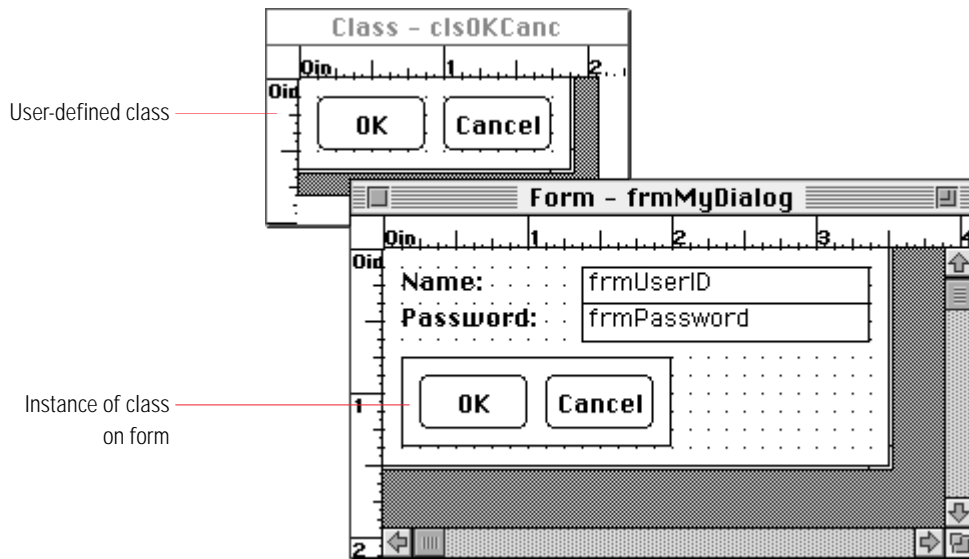 Class - clsOKCanc
0in 1 2
0in
User-defined class
OK Cancel
Form - frmMyDialog
0in 1 2 3 4
0in
Name: frmUserID
Password: frmPassword
Instance of class
on form
1
OK Cancel
2